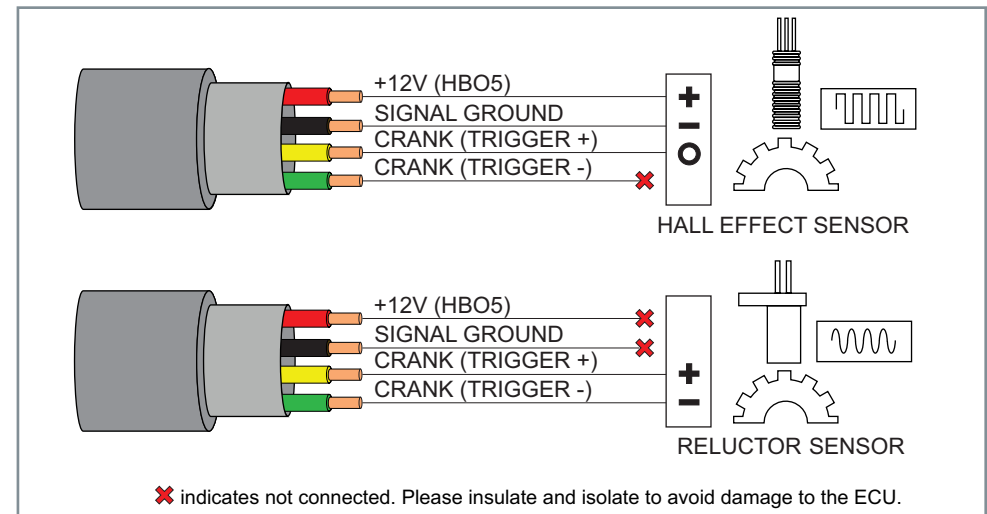 +12V (HBO5)
SIGNAL GROUND
CRANK (TRIGGER +)
CRANK (TRIGGER -)
+
–
O
HALL EFFECT SENSOR
+12V (HBO5)
SIGNAL GROUND
CRANK (TRIGGER +)
CRANK (TRIGGER -)
+
–
RELUCTOR SENSOR
indicates not connected. Please insulate and isolate to avoid damage to the ECU.